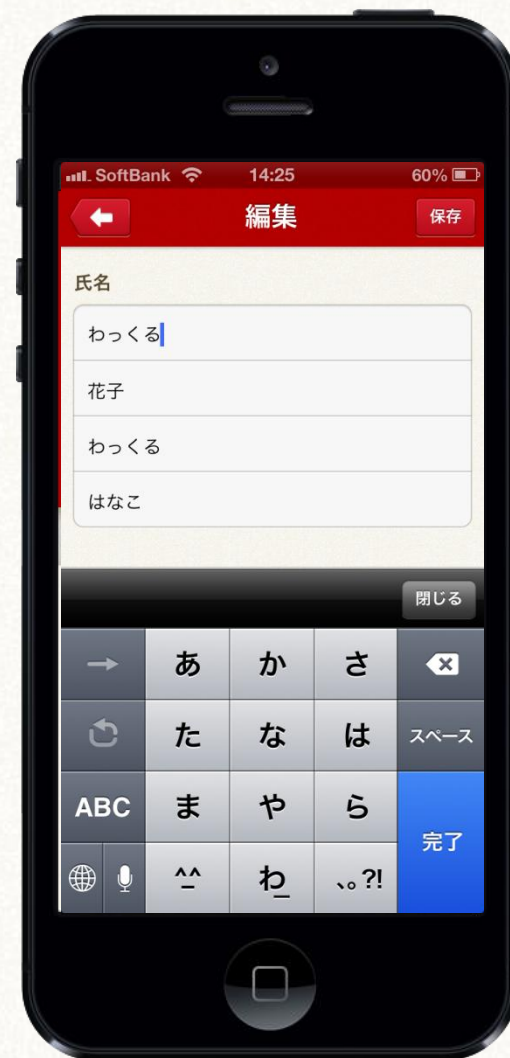 SoftBank 14:25 60%
編集 保存
氏名
わっくる
花子
わっくる
はなこ
閉じる
→ あ か さ
た な は スペース
ABC ま や ら 完了
^_^ わ_ 、。?!